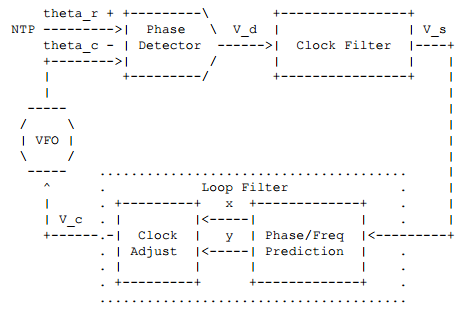 theta_r + +---------\ +----------------+
NTP ----------->| Phase \ V_d | | V_s
theta_c - | Detector ------>| Clock Filter |----+
+-------->| / | | |
| +---------/ +----------------+ |
| |
----- |
/ \ |
| VFO | |
\ / |
----- ....................................... |
^ . Loop Filter . |
| . +---------+ x +-------------+ . |
| V_c . | |<-----| | . |
+------.-| Clock | y | Phase/Freq |<---------+
. | Adjust |<-----| Prediction | .
. | | | | .
. +---------+ +-------------+ .
.......................................